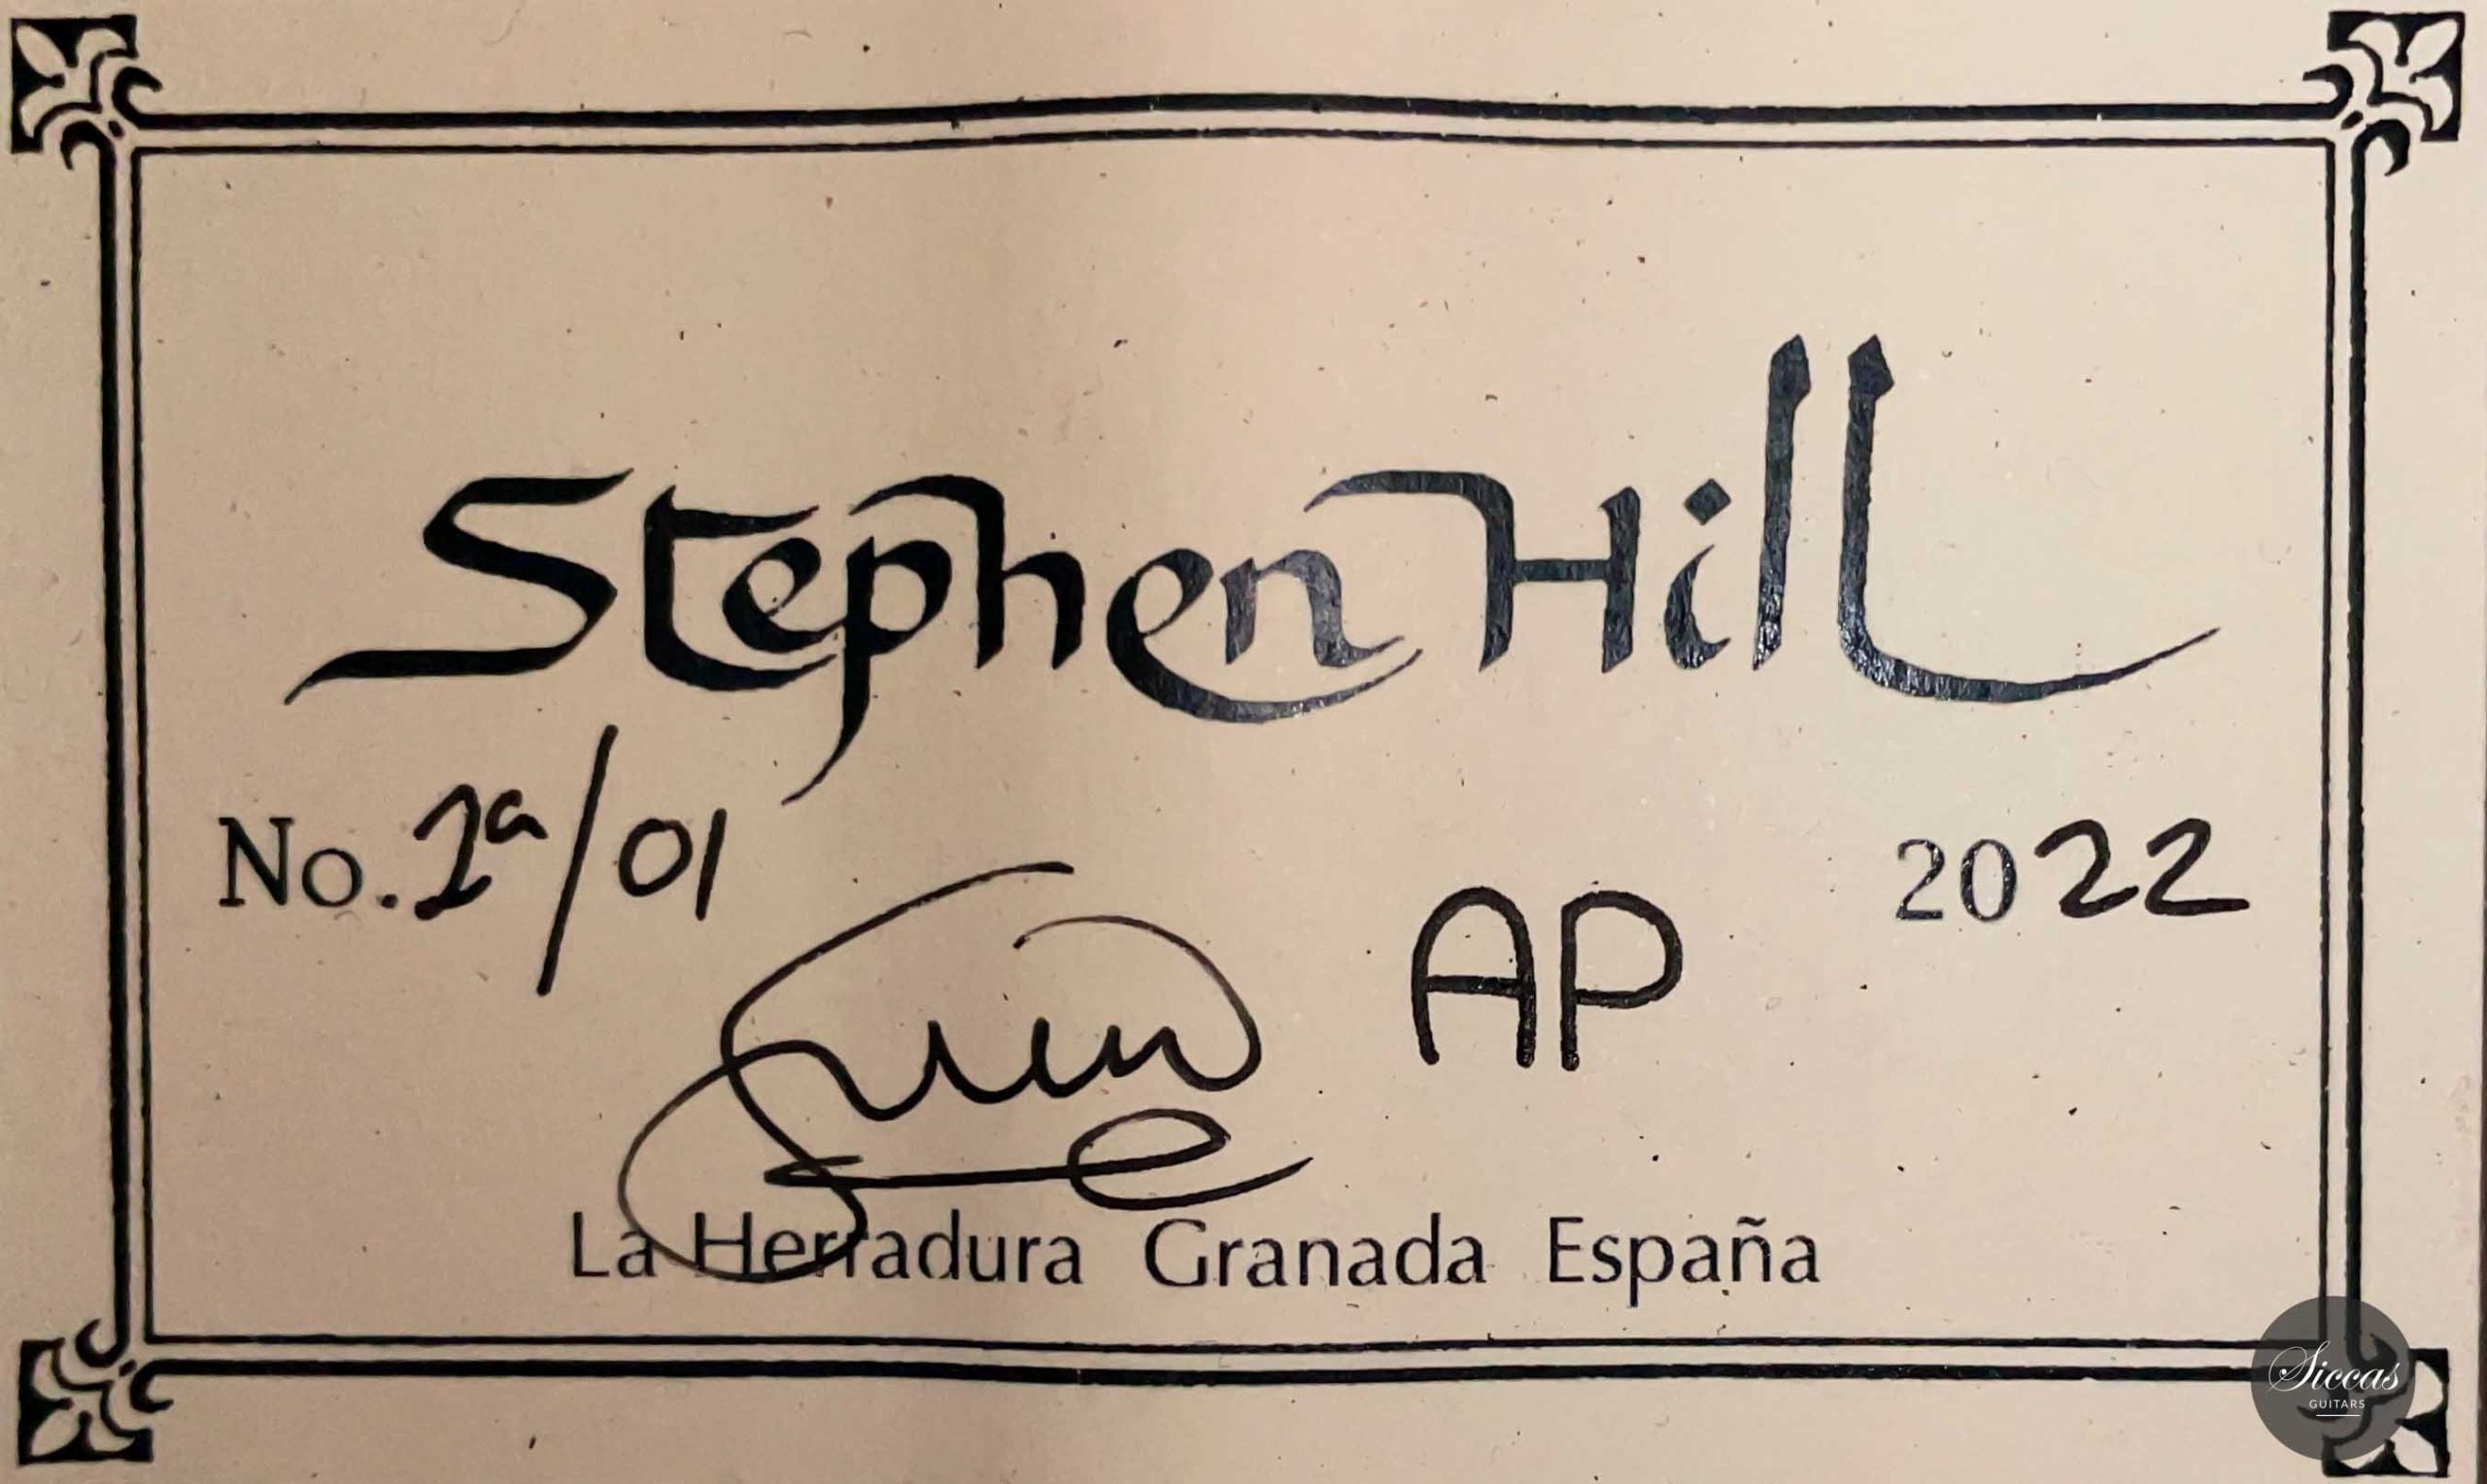 Stephen Hill
No. 1ª/01
2022
AP
La Herradura Granada España
Siccas
GUITARS